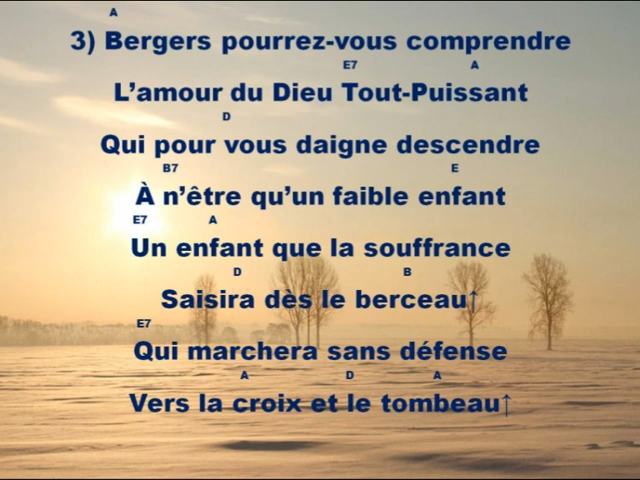 A
3) Bergers pourrez-vous comprendre
E7 A
L’amour du Dieu Tout-Puissant
D
Qui pour vous daigne descendre
B7 E
À n’être qu’un faible enfant
E7 A
Un enfant que la souffrance
D B
Saisira dès le berceau↑
E7
Qui marchera sans défense
A D A
Vers la croix et le tombeau↑